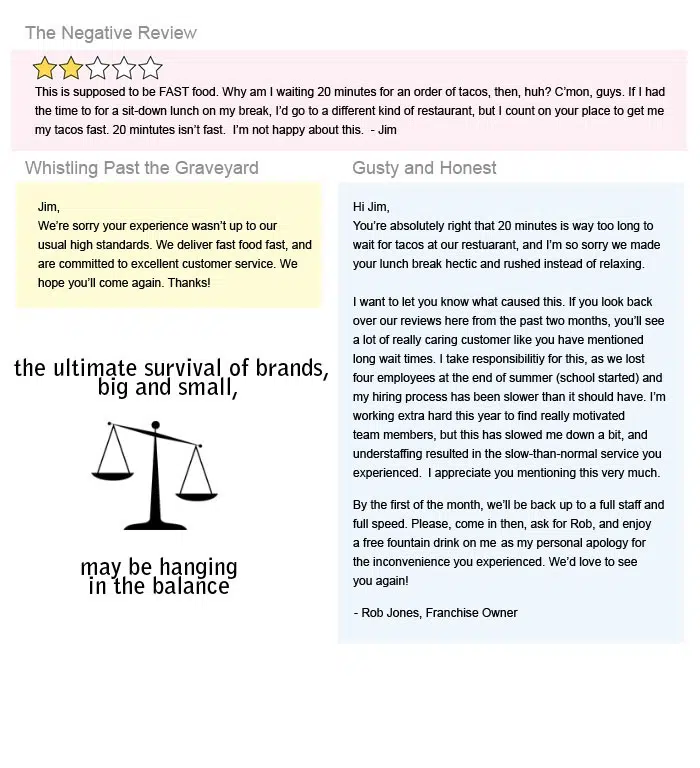 The Negative Review
This is supposed to be FAST food. Why am I waiting 20 minutes for an order of tacos, then, huh? C'mon, guys. If I had
the time to for a sit-down lunch on my break, I'd go to a different kind of restaurant, but I count on your place to get me
my tacos fast. 20 mintutes isn't fast.  I'm not happy about this.  - Jim
Whistling Past the Graveyard
Jim,
We're sorry your experience wasn't up to our
usual high standards. We deliver fast food fast, and
are committed to excellent customer service. We
hope you'll come again. Thanks!
the ultimate survival of brands,
big and small,
may be hanging
in the balance
Gusty and Honest
Hi Jim,
You're absolutely right that 20 minutes is way too long to
wait for tacos at our restuarant, and I'm so sorry we made
your lunch break hectic and rushed instead of relaxing.
I want to let you know what caused this. If you look back
over our reviews here from the past two months, you'll see
a lot of really caring customer like you have mentioned
long wait times. I take responsibilitiy for this, as we lost
four employees at the end of summer (school started) and
my hiring process has been slower than it should have. I'm
working extra hard this year to find really motivated
team members, but this has slowed me down a bit, and
understaffing resulted in the slow-than-normal service you
experienced.  I appreciate you mentioning this very much.
By the first of the month, we'll be back up to a full staff and
full speed. Please, come in then, ask for Rob, and enjoy
a free fountain drink on me as my personal apology for
the inconvenience you experienced. We'd love to see
you again!
- Rob Jones, Franchise Owner